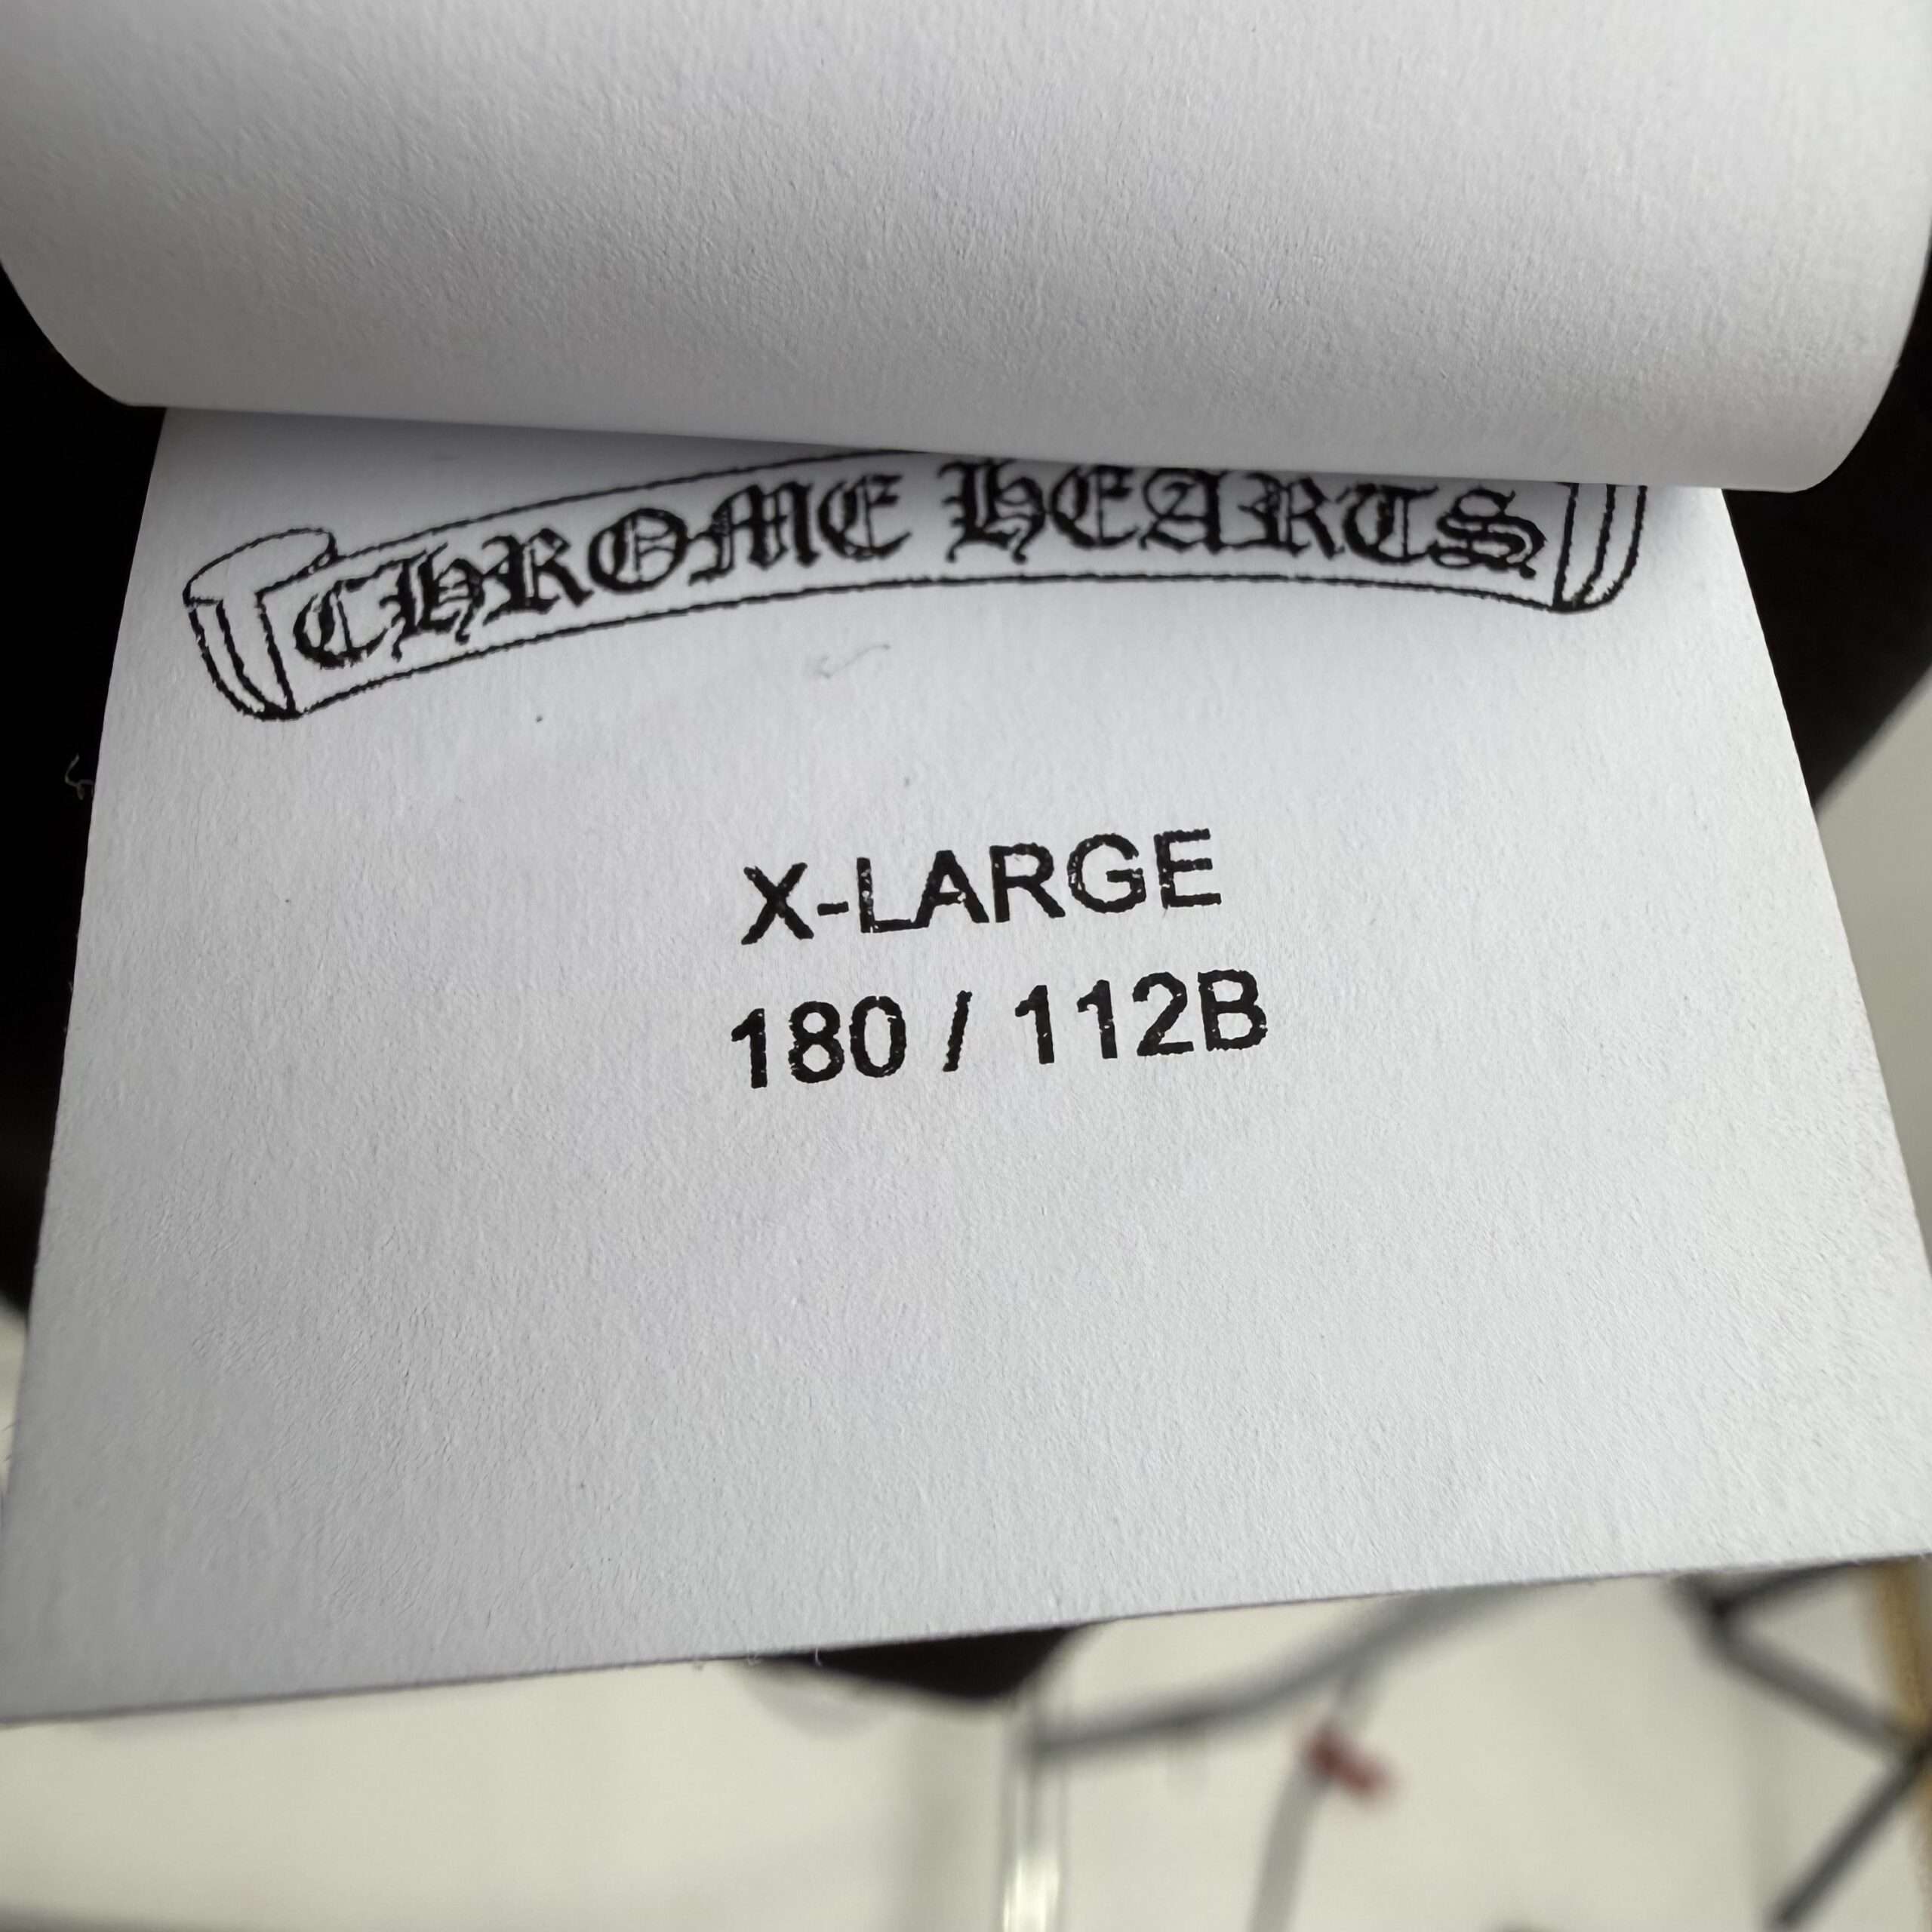 CHROME HEARTS
X-LARGE
180 / 112B